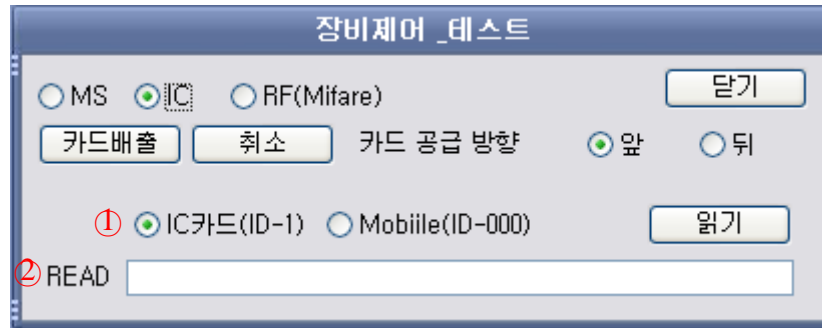 장비제어 _테스트
MS IC RF(Mifare) 닫기
카드배출 취소 카드 공급 방향 앞 뒤
① IC카드(ID-1) Mobiile(ID-000) 읽기
② READ